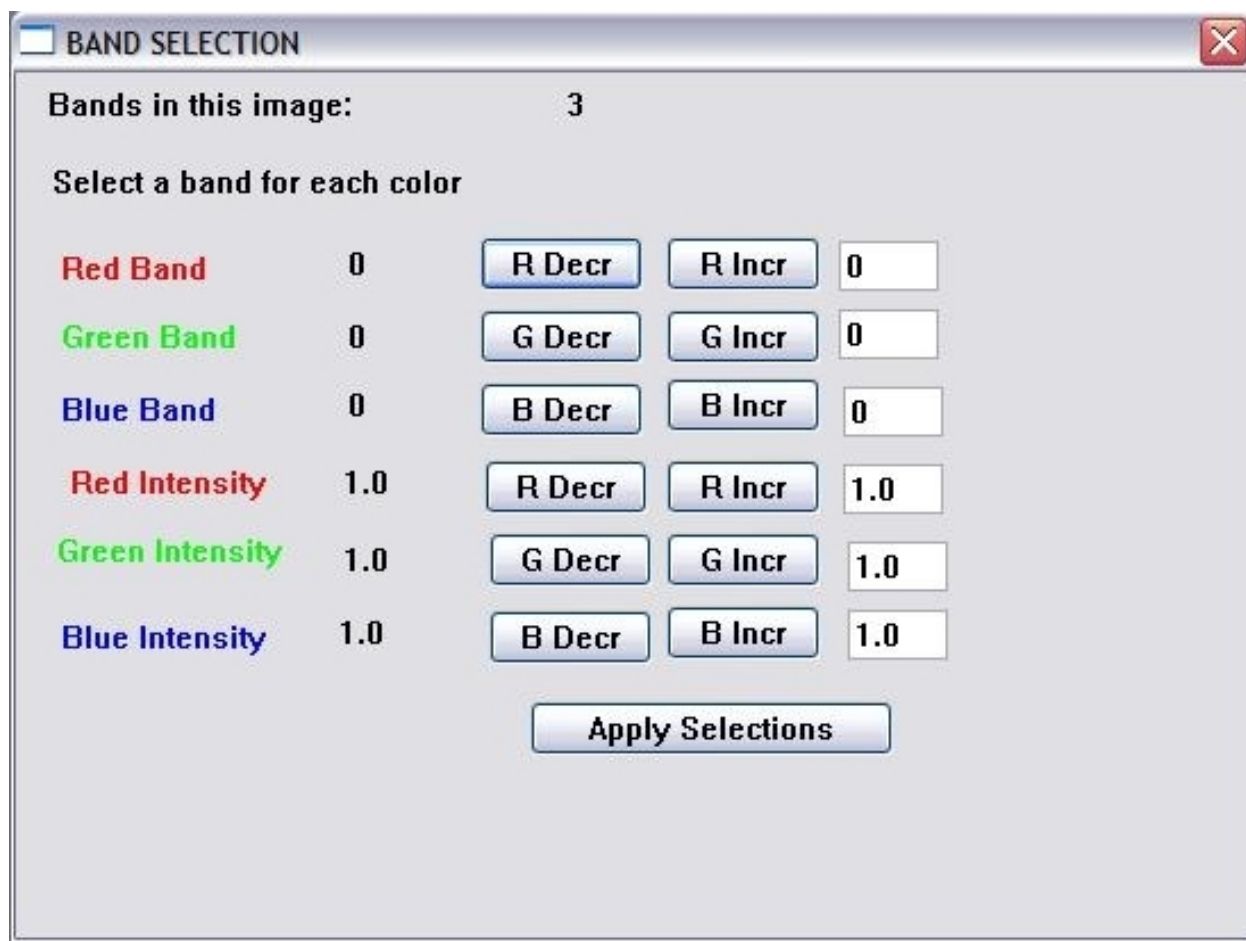 BAND SELECTION
Bands in this image: 3
Select a band for each color
Red Band 0 R Decr R Incr 0
Green Band 0 G Decr G Incr 0
Blue Band 0 B Decr B Incr 0
Red Intensity 1.0 R Decr R Incr 1.0
Green Intensity 1.0 G Decr G Incr 1.0
Blue Intensity 1.0 B Decr B Incr 1.0
Apply Selections